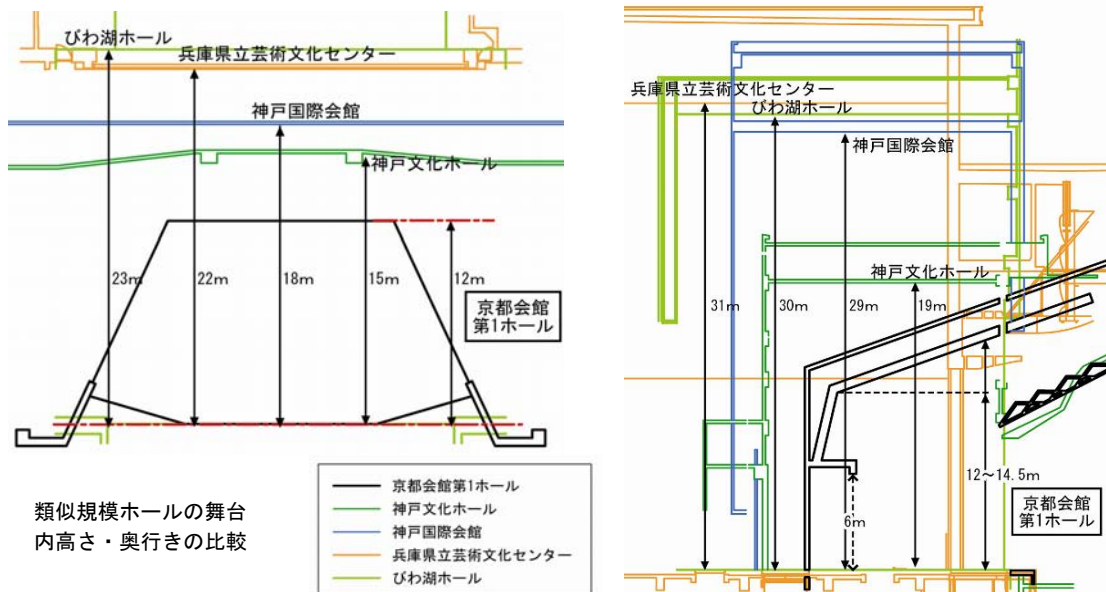 びわ湖ホール
兵庫県立芸術文化センター
神戸国際会館
神戸文化ホール
23m
22m
18m
15m
12m
京都会館
第1ホール
類似規模ホールの舞台
内高さ・奥行きの比較
京都会館第1ホール
神戸文化ホール
神戸国際会館
兵庫県立芸術文化センター
びわ湖ホール
兵庫県立芸術文化センター
びわ湖ホール
神戸国際会館
神戸文化ホール
31m
30m
29m
19m
12～14.5m
6m
京都会館
第1ホール